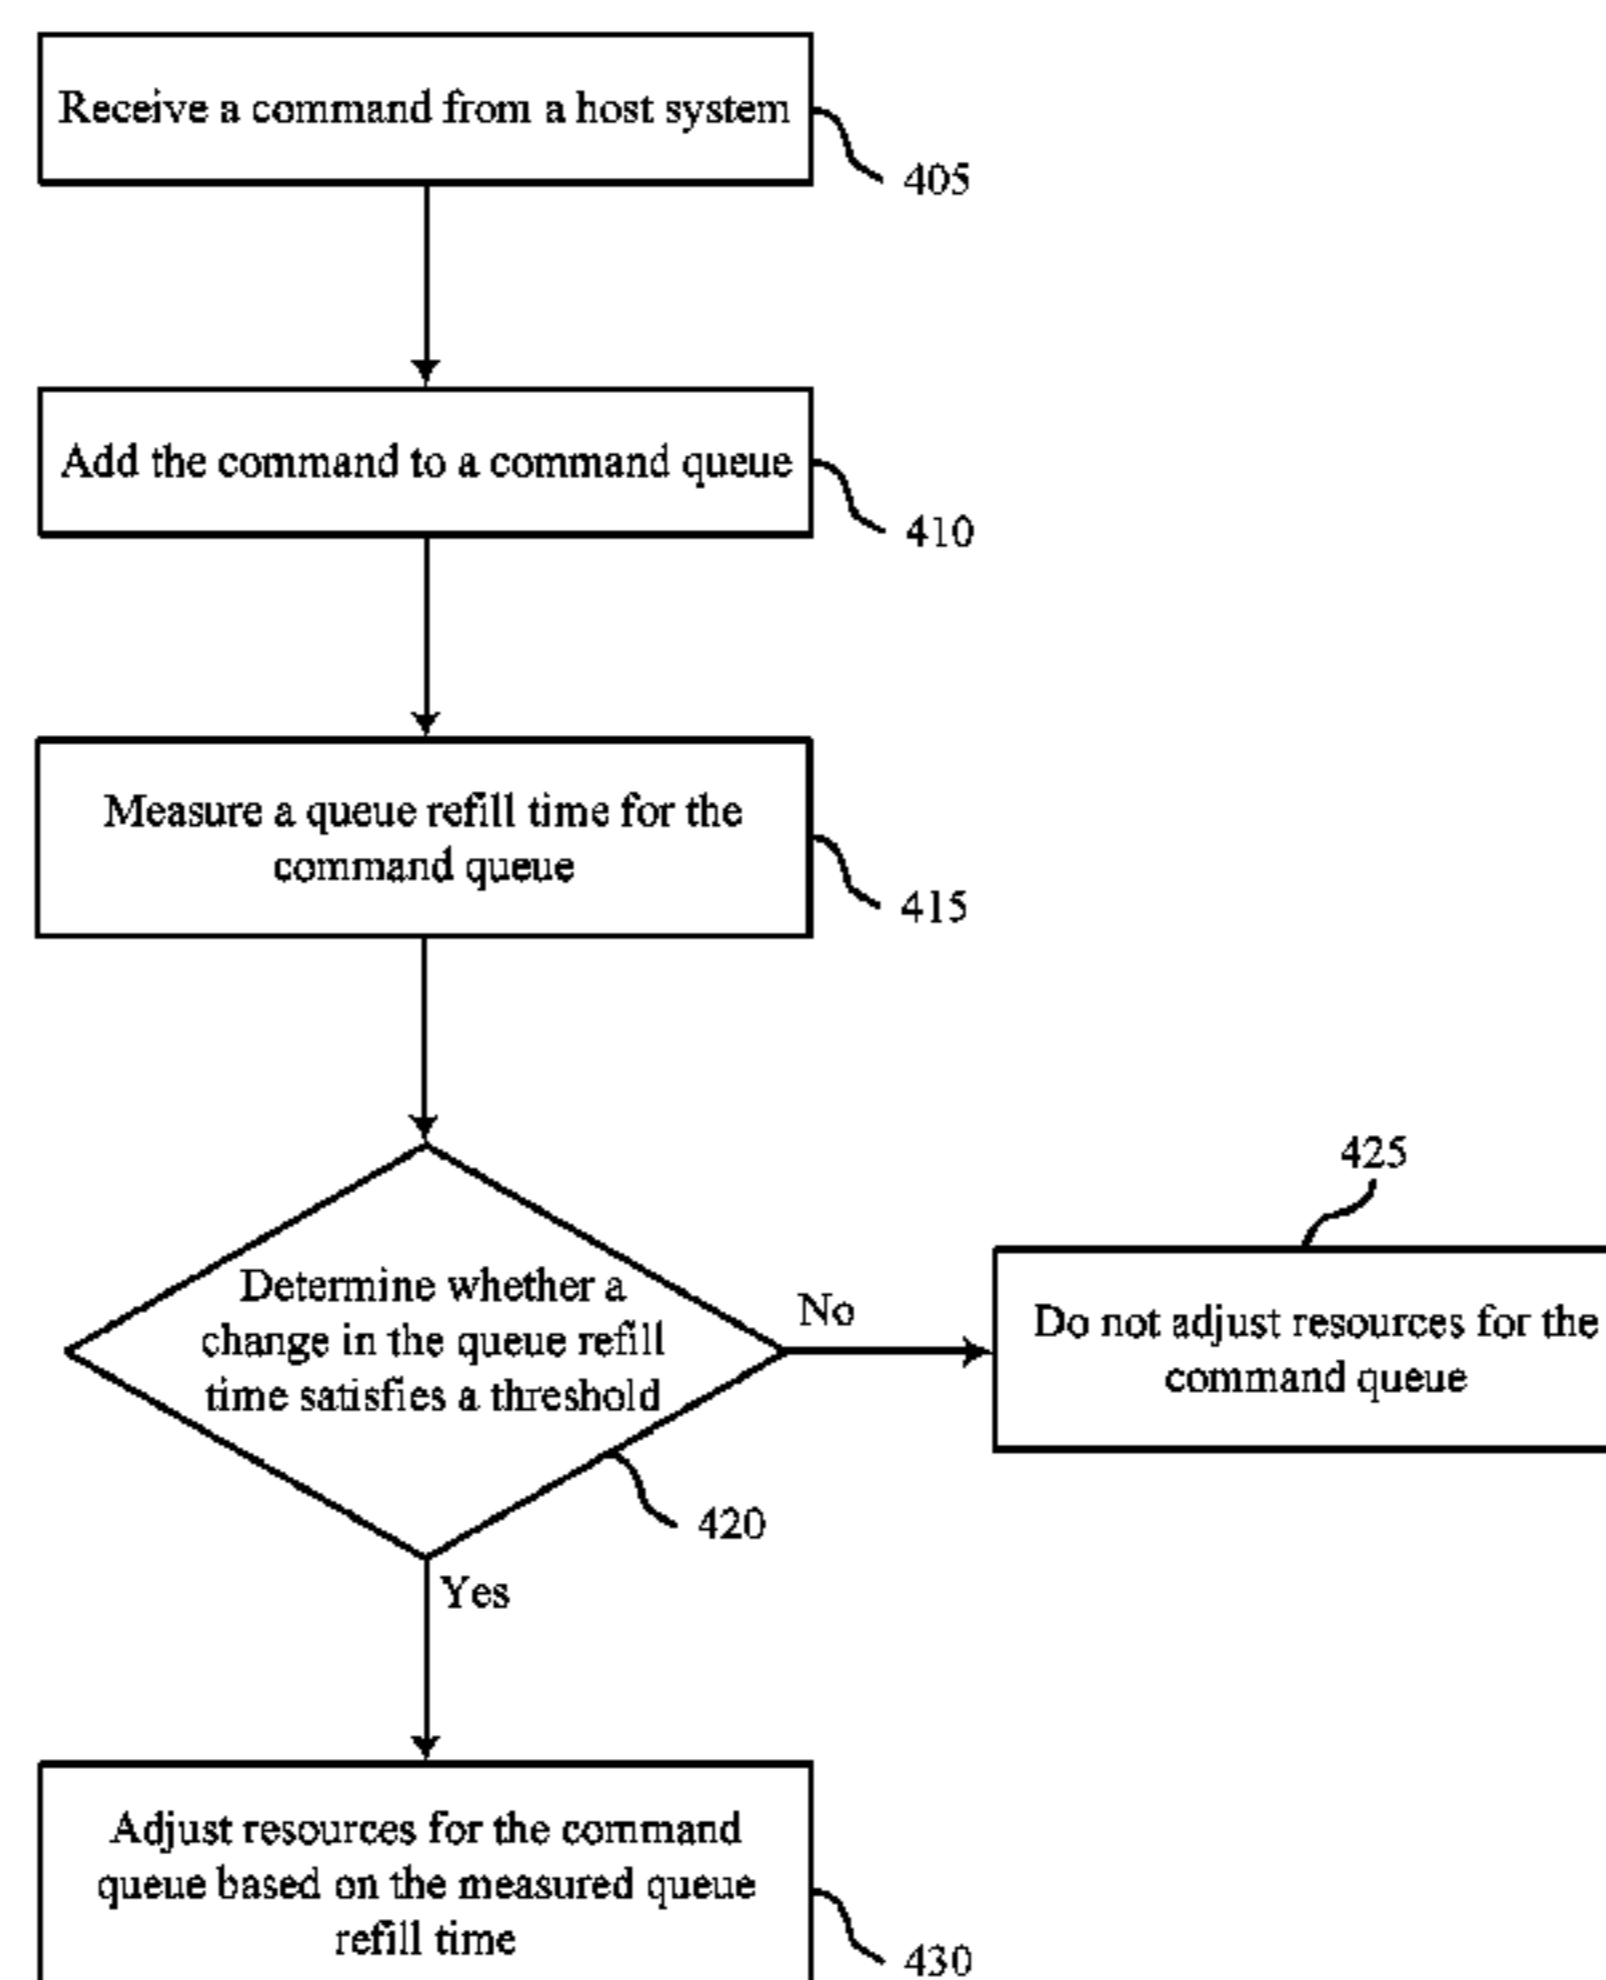 Receive a command from a host system
405
Add the command to a command queue
410
Measure a queue refill time for the
command queue
415
Determine whether a
change in the queue refill
time satisfies a threshold
420
No
425
Do not adjust resources for the
command queue
Yes
Adjust resources for the command
queue based on the measured queue
refill time
430